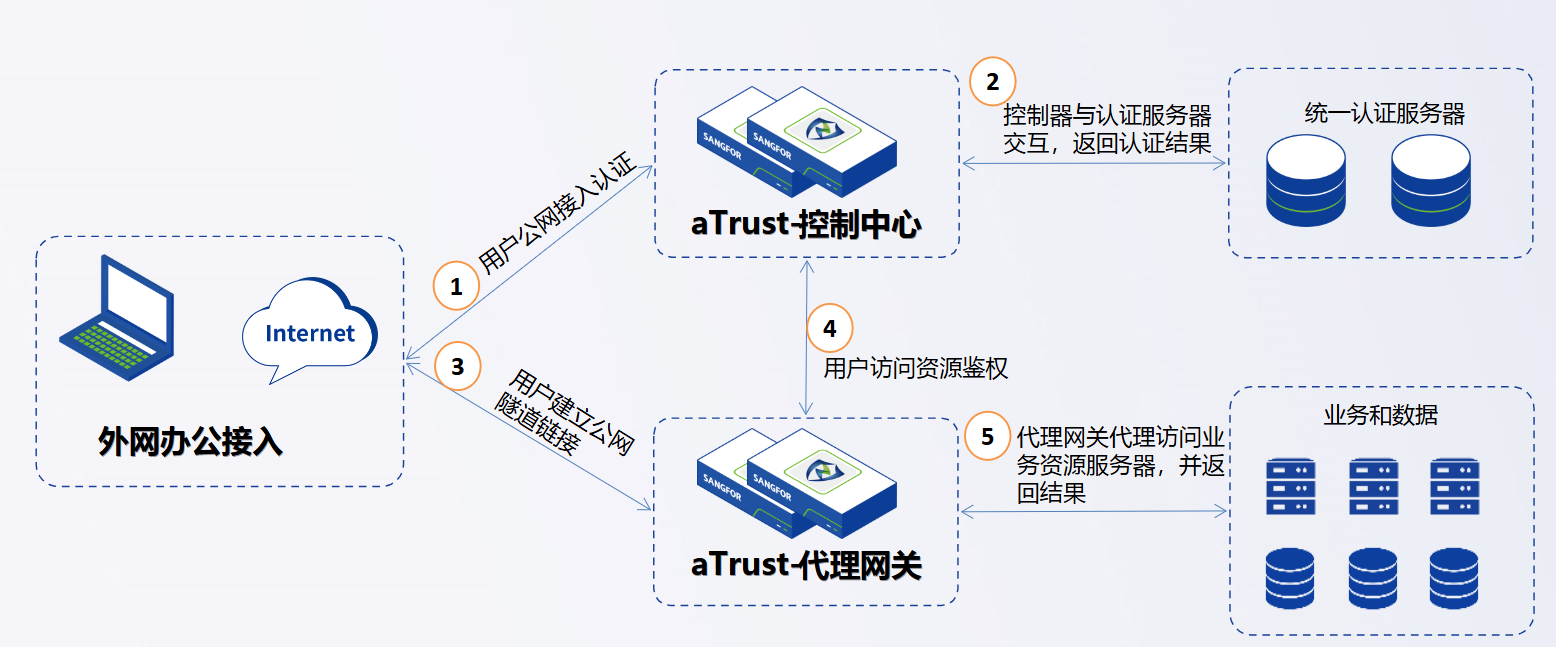 2
控制器与认证服务器
交互，返回认证结果
统一认证服务器
SANGFOR
SANGFOR
aTrust-控制中心
用户公网接入认证
1
Internet
外网办公接入
3
用户建立公网
隧道链接
4
用户访问资源鉴权
SANGFOR
SANGFOR
aTrust-代理网关
5
代理网关代理访问业
务资源服务器，并返
回结果
业务和数据